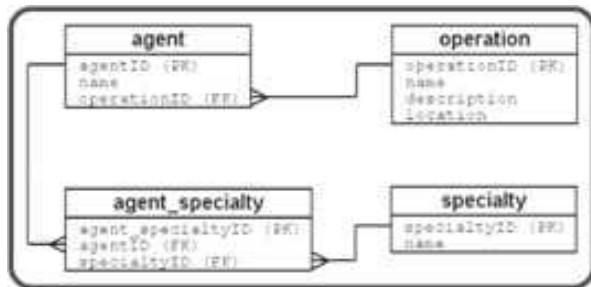 agent
agentID (PK)
name
operationID (FK)
operation
operationID (PK)
name
description
location
agent_specialty
agent_specialtyID (PK)
agentID (FK)
specialtyID (FK)
specialty
specialtyID (PK)
name